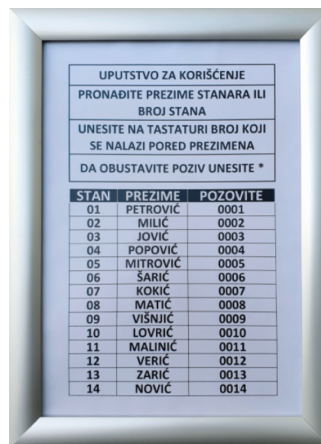 UPUTSTVO ZA KORIŠĆENJE
PRONAĐITE PREZIME STANARA ILI
BROJ STANA
UNESITE NA TASTATURI BROJ KOJI
SE NALAZI PORED PREZIMENA
DA OBUSTAVITE POZIV UNESITE *
STAN PREZIME POZOVITE
01 PETROVIĆ 0001
02 MILIĆ 0002
03 JOVIĆ 0003
04 POPOVIĆ 0004
05 MITROVIĆ 0005
06 ŠARIĆ 0006
07 KOKIĆ 0007
08 MATIĆ 0008
09 VIŠNJIĆ 0009
10 LOVRIĆ 0010
11 MALINIĆ 0011
12 VERIĆ 0012
13 ZARIĆ 0013
14 NOVIĆ 0014